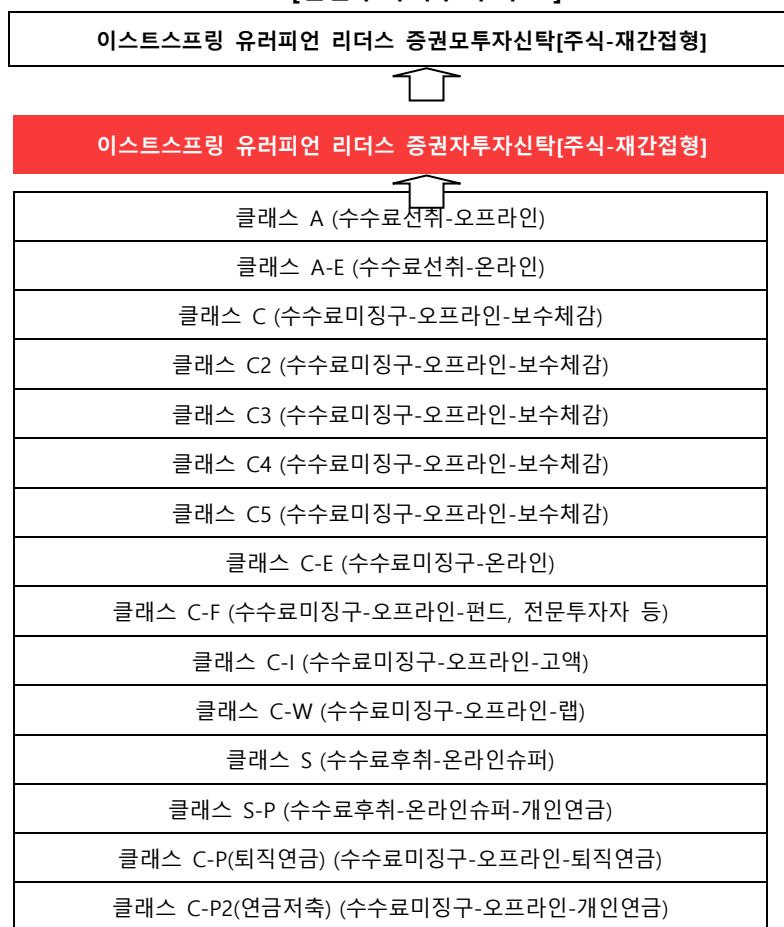 이스트스프링 유러피언 리더스 증권모투자신탁[주식-재간접형]
이스트스프링 유러피언 리더스 증권자투자신탁[주식-재간접형]
클래스 A (수수료선취-오프라인)
클래스 A-E (수수료선취-온라인)
클래스 C (수수료미징구-오프라인-보수체감)
클래스 C2 (수수료미징구-오프라인-보수체감)
클래스 C3 (수수료미징구-오프라인-보수체감)
클래스 C4 (수수료미징구-오프라인-보수체감)
클래스 C5 (수수료미징구-오프라인-보수체감)
클래스 C-E (수수료미징구-온라인)
클래스 C-F (수수료미징구-오프라인-펀드, 전문투자자 등)
클래스 C-I (수수료미징구-오프라인-고액)
클래스 C-W (수수료미징구-오프라인-랩)
클래스 S (수수료후취-온라인슈퍼)
클래스 S-P (수수료후취-온라인슈퍼-개인연금)
클래스 C-P(퇴직연금) (수수료미징구-오프라인-퇴직연금)
클래스 C-P2(연금저축) (수수료미징구-오프라인-개인연금)